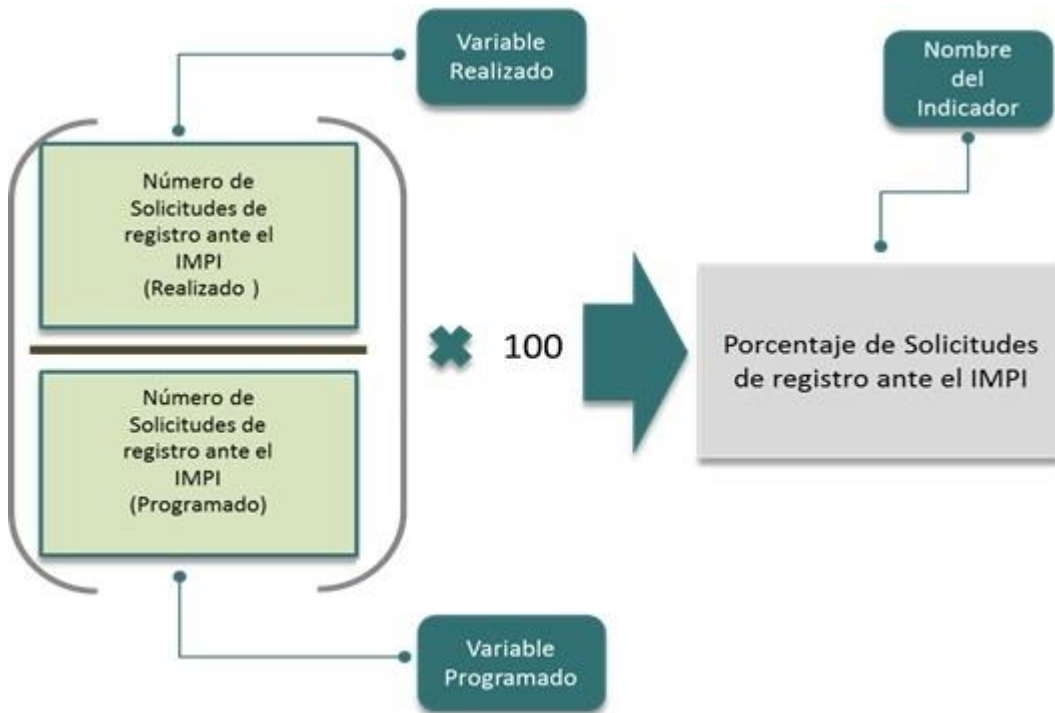 Variable
Realizado
Nombre
del
Indicador
Número de
Solicitudes de
registro ante el
IMPI
(Realizado )
100
Porcentaje de Solicitudes
de registro ante el IMPI
Número de
Solicitudes de
registro ante el
IMPI
(Programado)
Variable
Programado